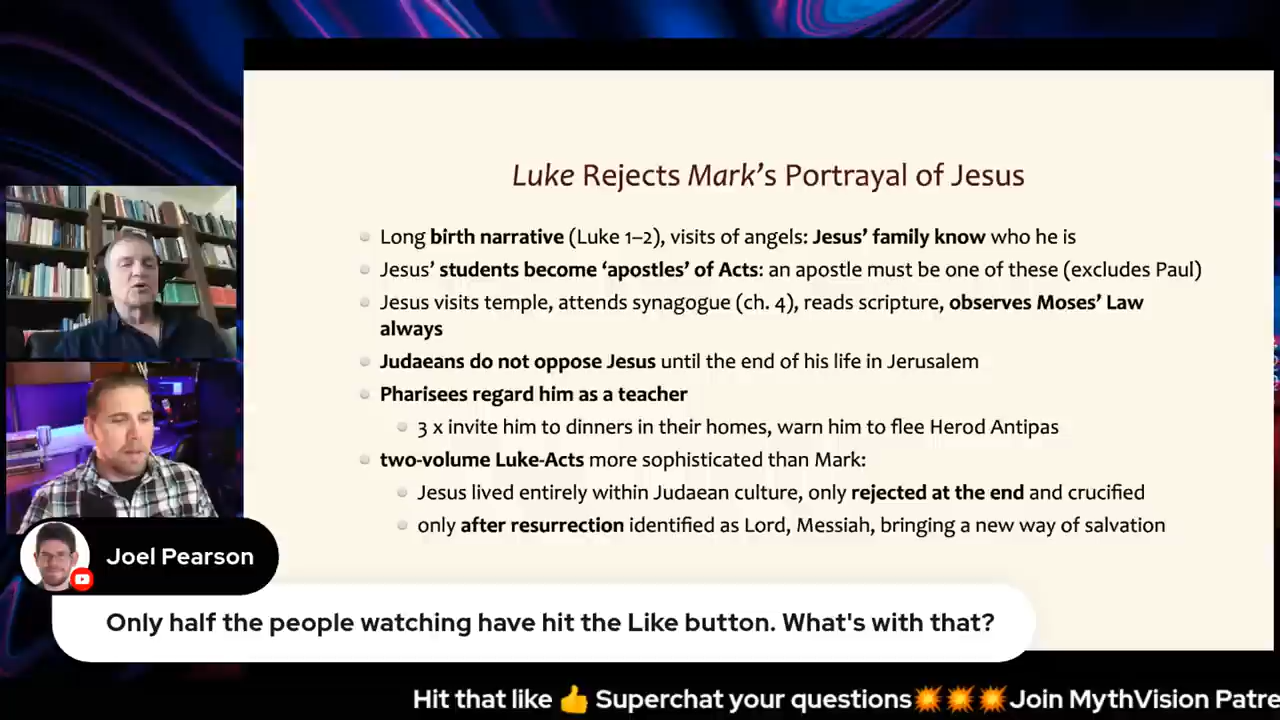 Luke Rejects Mark's Portrayal of Jesus
Long birth narrative (Luke 1–2), visits of angels: Jesus' family know who he is
Jesus' students become 'apostles' of Acts: an apostle must be one of these (excludes Paul)
Jesus visits temple, attends synagogue (ch. 4), reads scripture, observes Moses' Law
always
Judaeans do not oppose Jesus until the end of his life in Jerusalem
Pharisees regard him as a teacher
3 x invite him to dinners in their homes, warn him to flee Herod Antipas
two-volume Luke-Acts more sophisticated than Mark:
Jesus lived entirely within Judaean culture, only rejected at the end and crucified
only after resurrection identified as Lord, Messiah, bringing a new way of salvation
Joel Pearson
Only half the people watching have hit the Like button. What's with that?
Hit that like 👍 Superchat your questions💥💥💥Join MythVision Patre